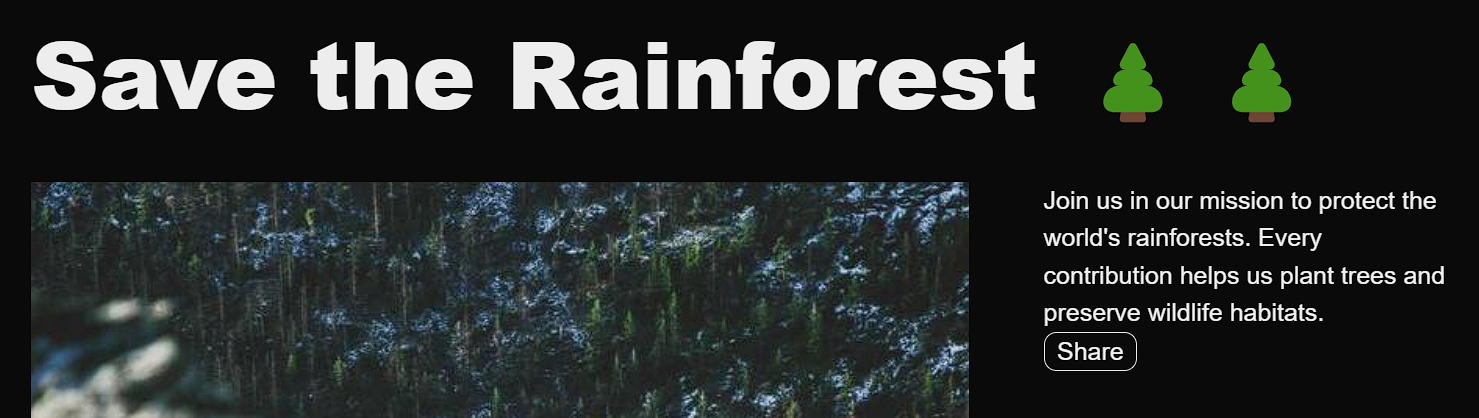 Save the Rainforest
Join us in our mission to protect the
world's rainforests. Every
contribution helps us plant trees and
preserve wildlife habitats.
Share